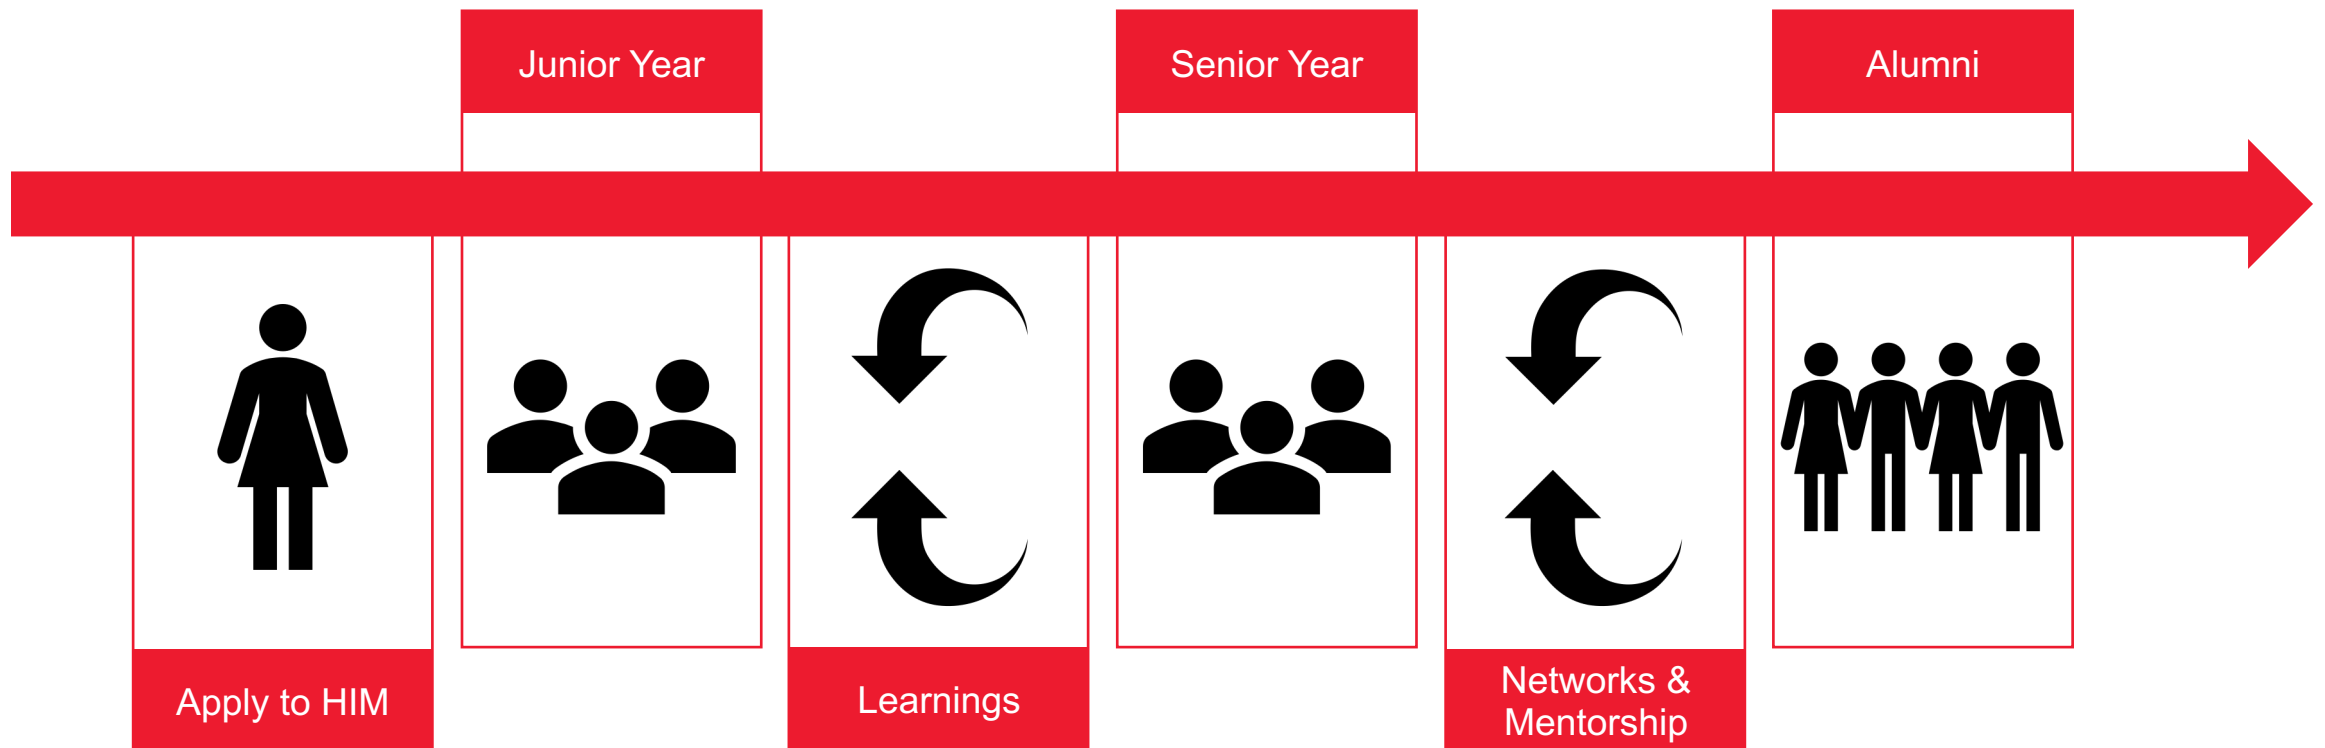 Junior Year
Senior Year
Alumni
Apply to HIM
Learnings
Networks &
Mentorship